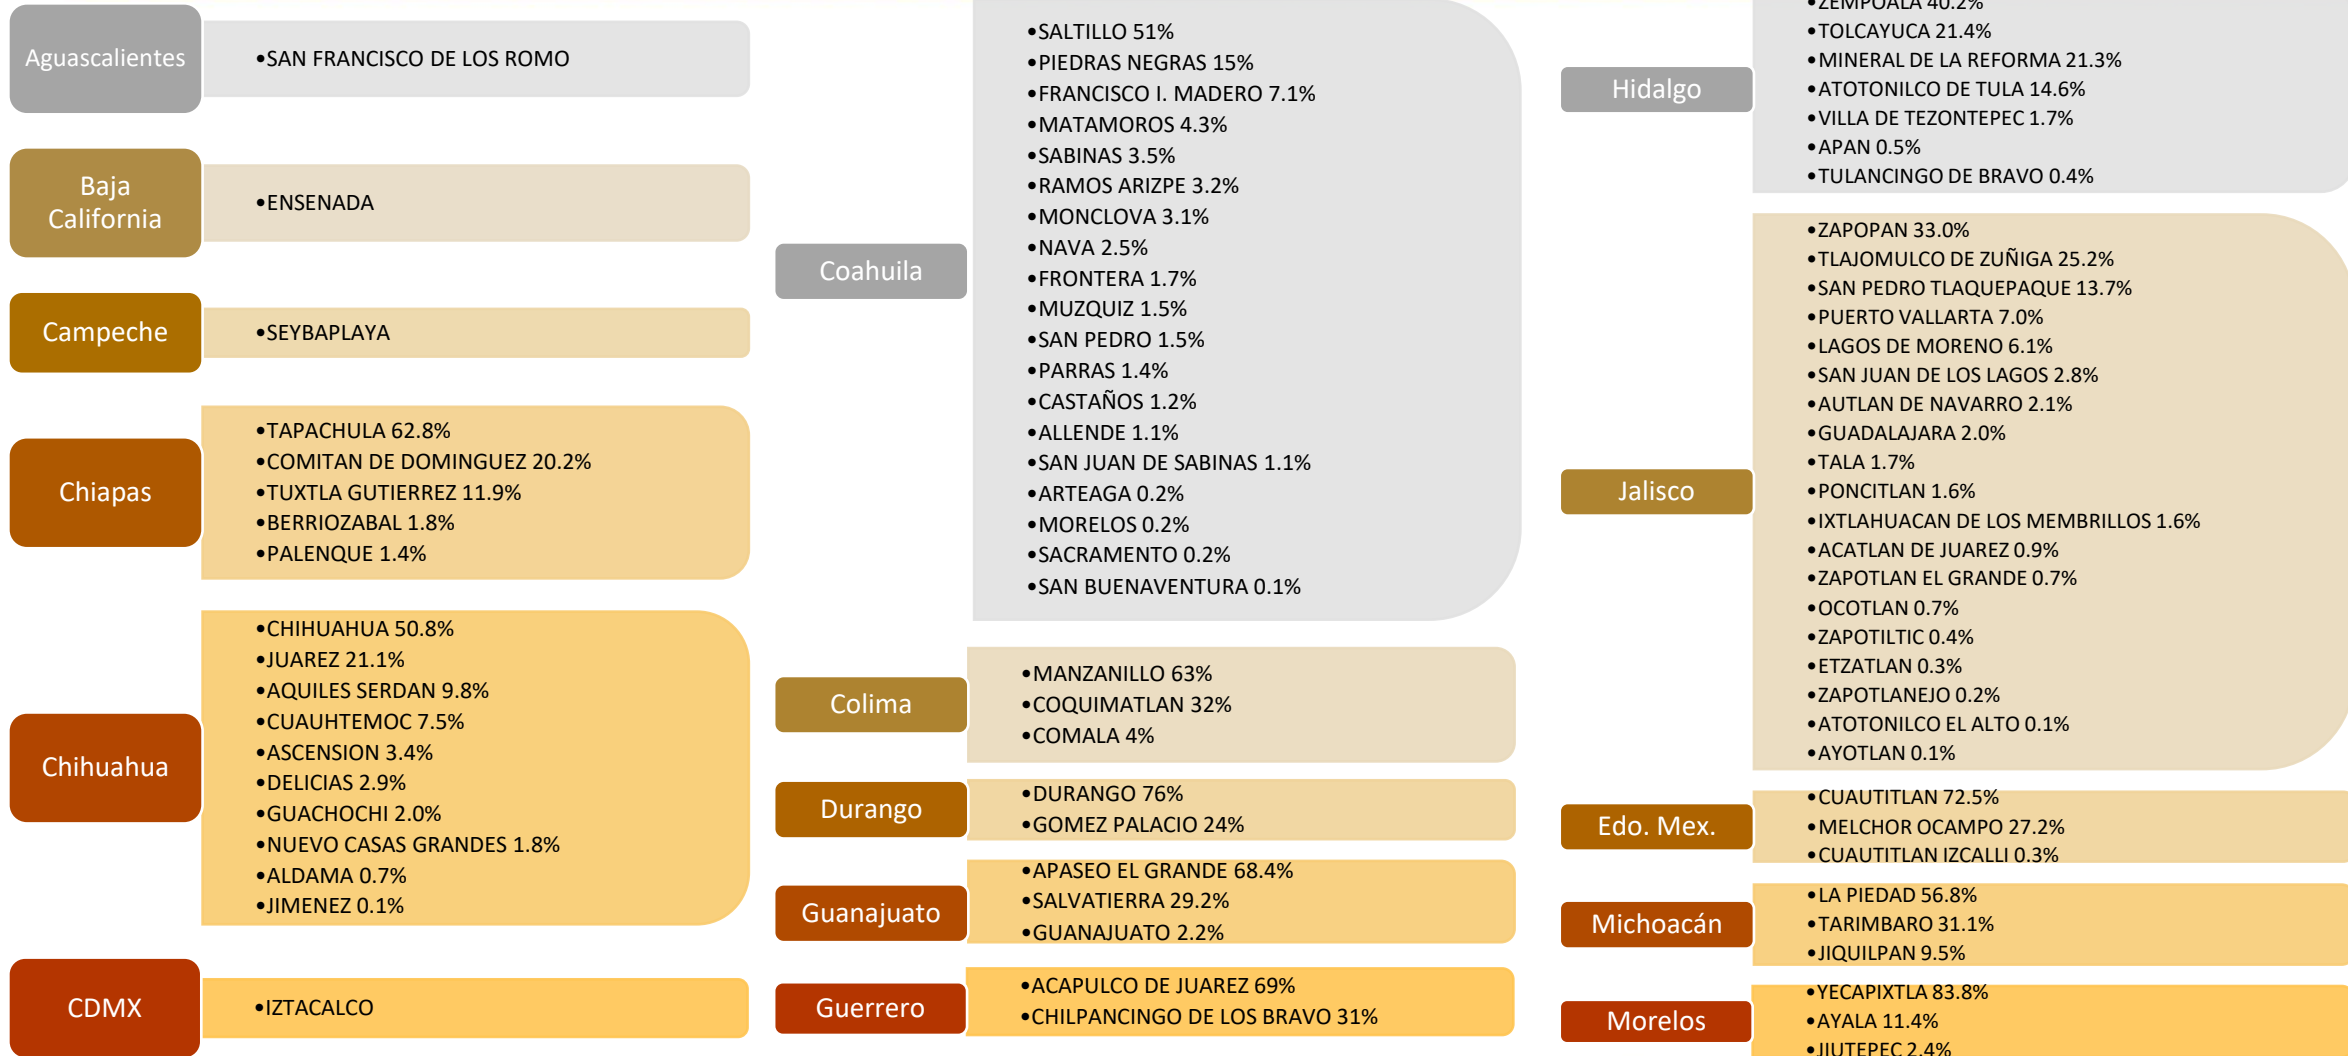 Aguascalientes
•SAN FRANCISCO DE LOS ROMO
Baja
California
•ENSENADA
Campeche
•SEYBAPLAYA
Chiapas
•TAPACHULA 62.8%
•COMITAN DE DOMINGUEZ 20.2%
•TUXTLA GUTIERREZ 11.9%
•BERRIOZABAL 1.8%
•PALENQUE 1.4%
Chihuahua
•CHIHUAHUA 50.8%
•JUAREZ 21.1%
•AQUILES SERDAN 9.8%
•CUAUHTEMOC 7.5%
•ASCENSION 3.4%
•DELICIAS 2.9%
•GUACHOCHI 2.0%
•NUEVO CASAS GRANDES 1.8%
•ALDAMA 0.7%
•JIMENEZ 0.1%
CDMX
•IZTACALCO
Coahuila
•SALTILLO 51%
•PIEDRAS NEGRAS 15%
•FRANCISCO I. MADERO 7.1%
•MATAMOROS 4.3%
•SABINAS 3.5%
•RAMOS ARIZPE 3.2%
•MONCLOVA 3.1%
•NAVA 2.5%
•FRONTERA 1.7%
•MUZQUIZ 1.5%
•SAN PEDRO 1.5%
•PARRAS 1.4%
•CASTAÑOS 1.2%
•ALLENDE 1.1%
•SAN JUAN DE SABINAS 1.1%
•ARTEAGA 0.2%
•MORELOS 0.2%
•SACRAMENTO 0.2%
•SAN BUENAVENTURA 0.1%
Colima
•MANZANILLO 63%
•COQUIMATLAN 32%
•COMALA 4%
Durango
•DURANGO 76%
•GOMEZ PALACIO 24%
Guanajuato
•APASEO EL GRANDE 68.4%
•SALVATIERRA 29.2%
•GUANAJUATO 2.2%
Guerrero
•ACAPULCO DE JUAREZ 69%
•CHILPANCINGO DE LOS BRAVO 31%
Hidalgo
•ZEMPOALA 40.2%
•TOLCAYUCA 21.4%
•MINERAL DE LA REFORMA 21.3%
•ATOTONILCO DE TULA 14.6%
•VILLA DE TEZONTEPEC 1.7%
•APAN 0.5%
•TULANCINGO DE BRAVO 0.4%
Jalisco
•ZAPOPAN 33.0%
•TLAJOMULCO DE ZUÑIGA 25.2%
•SAN PEDRO TLAQUEPAQUE 13.7%
•PUERTO VALLARTA 7.0%
•LAGOS DE MORENO 6.1%
•SAN JUAN DE LOS LAGOS 2.8%
•AUTLAN DE NAVARRO 2.1%
•GUADALAJARA 2.0%
•TALA 1.7%
•PONCITLAN 1.6%
•IXTLAHUACAN DE LOS MEMBRILLOS 1.6%
•ACATLAN DE JUAREZ 0.9%
•ZAPOTLAN EL GRANDE 0.7%
•OCOTLAN 0.7%
•ZAPOTILTIC 0.4%
•ETZATLAN 0.3%
•ZAPOTLANEJO 0.2%
•ATOTONILCO EL ALTO 0.1%
•AYOTLAN 0.1%
Edo. Mex.
•CUAUTITLAN 72.5%
•MELCHOR OCAMPO 27.2%
•CUAUTITLAN IZCALLI 0.3%
Michoacán
•LA PIEDAD 56.8%
•TARIMBARO 31.1%
•JIQUILPAN 9.5%
Morelos
•YECAPIXTLA 83.8%
•AYALA 11.4%
•JIUTEPEC 2.4%